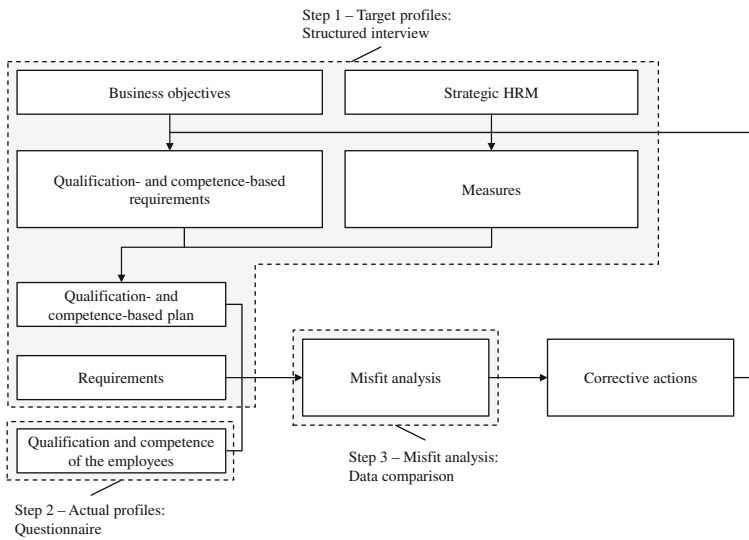 Step 1 – Target profiles:
Structured interview
Business objectives
Strategic HRM
Qualification- and competence-based
requirements
Measures
Qualification- and
competence-based plan
Requirements
Misfit analysis
Corrective actions
Qualification and competence
of the employees
Step 3 – Misfit analysis:
Data comparison
Step 2 – Actual profiles:
Questionnaire